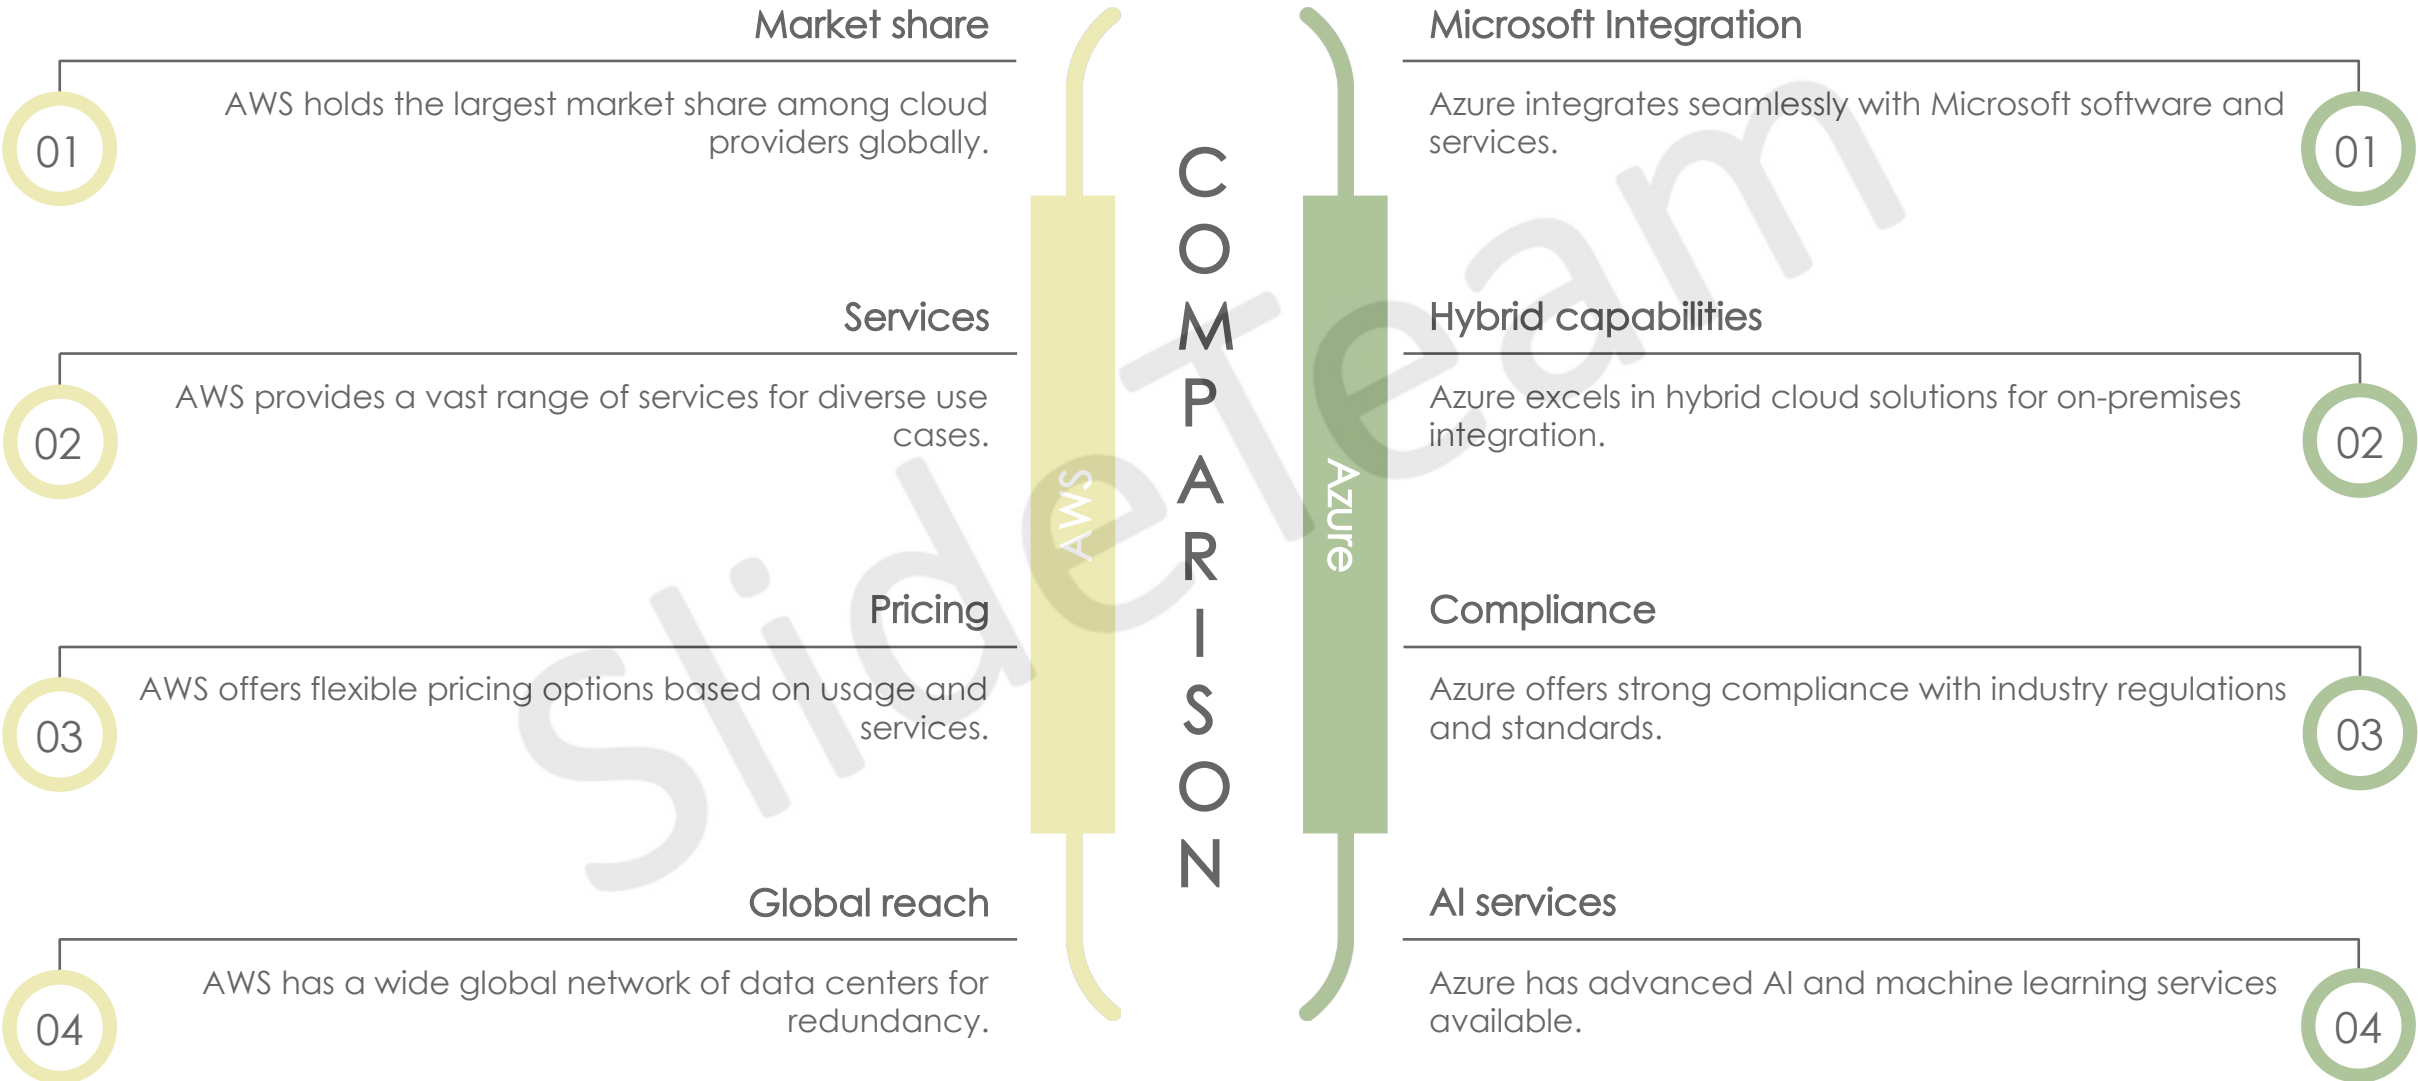 Market share
01
AWS holds the largest market share among cloud
providers globally.
Services
02
AWS provides a vast range of services for diverse use
cases.
Pricing
03
AWS offers flexible pricing options based on usage and
services.
Global reach
04
AWS has a wide global network of data centers for
redundancy.
AWS
COMPARISON
Azure
Microsoft Integration
01
Azure integrates seamlessly with Microsoft software and
services.
Hybrid capabilities
02
Azure excels in hybrid cloud solutions for on-premises
integration.
Compliance
03
Azure offers strong compliance with industry regulations
and standards.
AI services
04
Azure has advanced AI and machine learning services
available.
SlideTeam